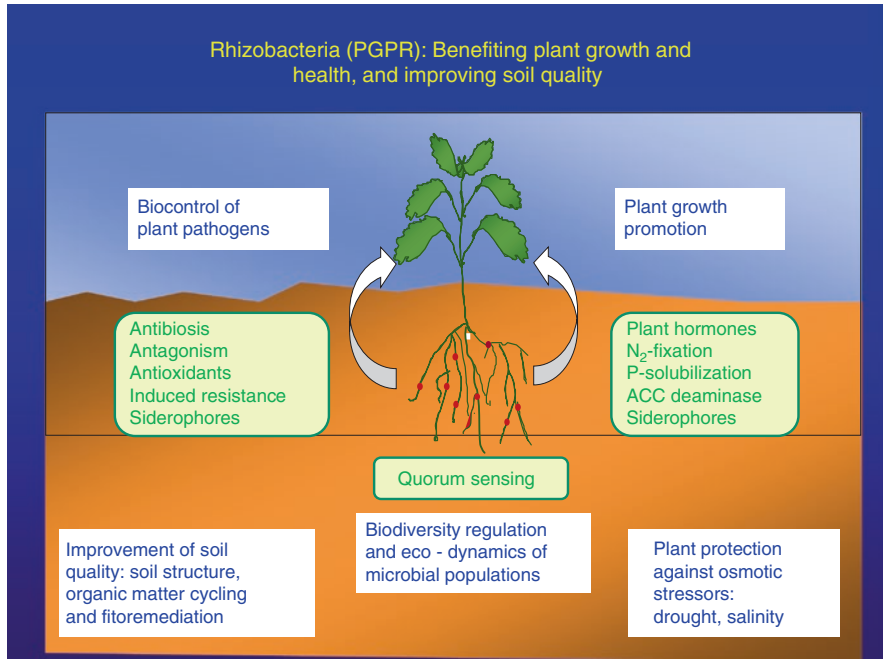 Rhizobacteria (PGPR): Benefiting plant growth and
health, and improving soil quality
Biocontrol of
plant pathogens
Plant growth
promotion
Antibiosis
Antagonism
Antioxidants
Induced resistance
Siderophores
Plant hormones
N₂-fixation
P-solubilization
ACC deaminase
Siderophores
Quorum sensing
Improvement of soil
quality: soil structure,
organic matter cycling
and fitoremediation
Biodiversity regulation
and eco - dynamics of
microbial populations
Plant protection
against osmotic
stressors:
drought, salinity